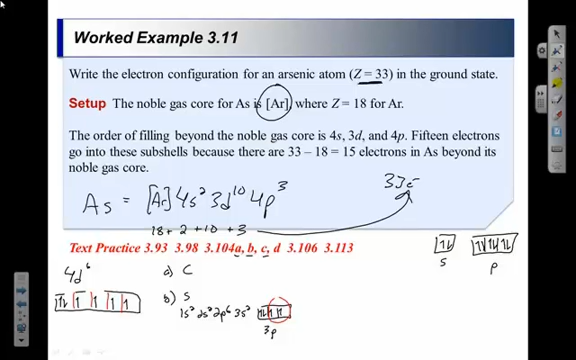 Worked Example 3.11
Write the electron configuration for an arsenic atom (Z = 33) in the ground state.
Setup The noble gas core for As is [Ar], where Z = 18 for Ar.
The order of filling beyond the noble gas core is 4s, 3d, and 4p. Fifteen electrons
go into these subshells because there are 33 – 18 = 15 electrons in As beyond its
noble gas core.
33e⁻
As = [Ar] 4s² 3d¹⁰ 4p³
18 + 2 + 10 + 3
Text Practice 3.93 3.98 3.104a, b, c, d 3.106 3.113
s p
4d⁶
a) C
b) S
1s² 2s² 2p⁶ 3s²
3p